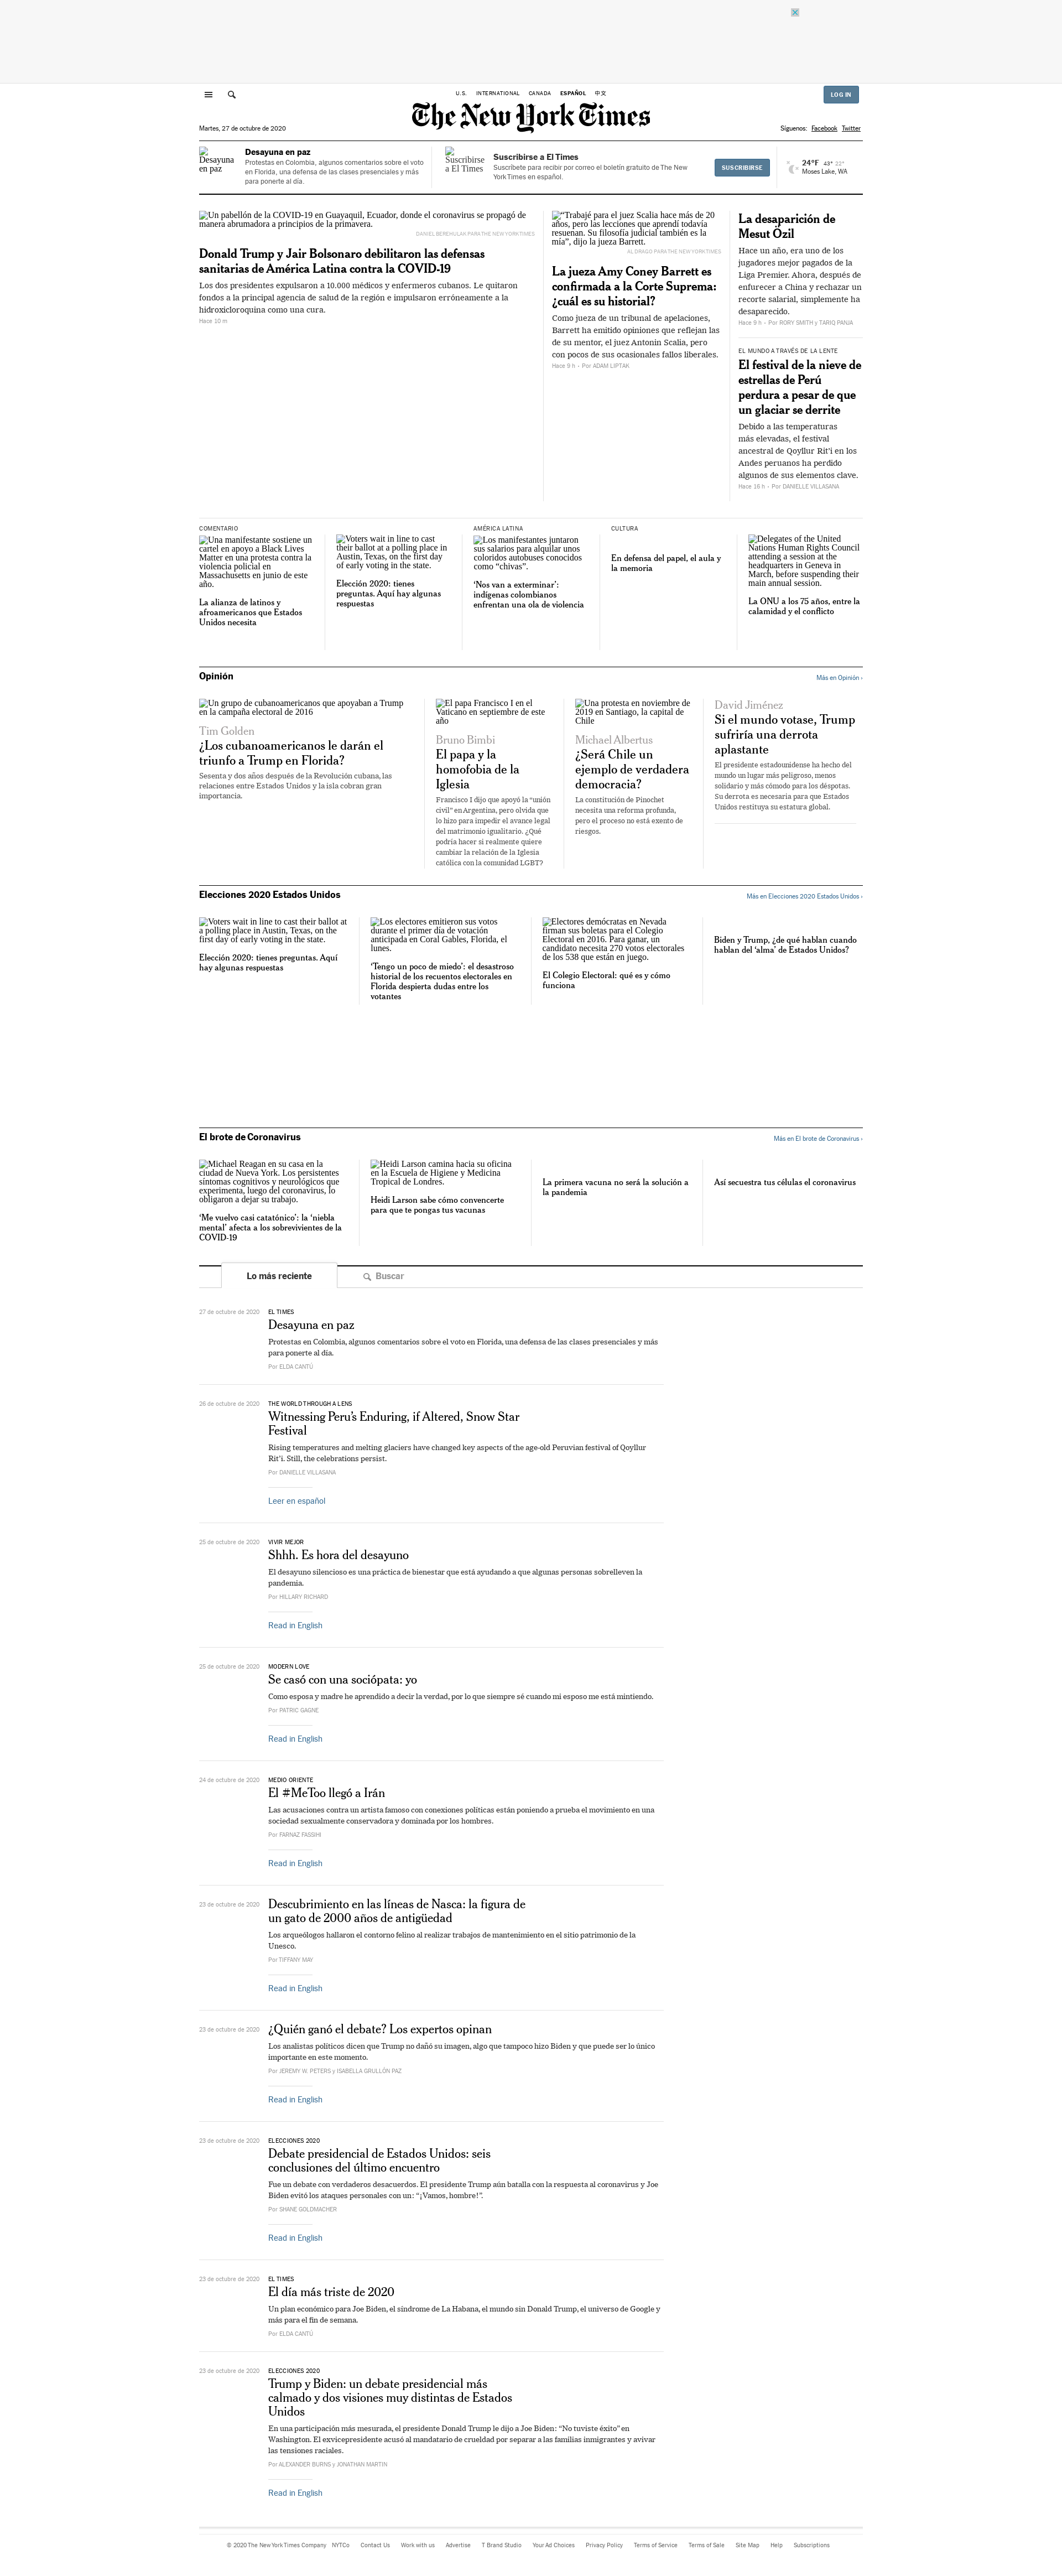 U.S.
INTERNATIONAL
CANADA
ESPAÑOL
中文
LOG IN
The New York Times
Martes, 27 de octubre de 2020
Síguenos: Facebook Twitter
Desayuna en paz
Desayuna en paz
Protestas en Colombia, algunos comentarios sobre el voto
en Florida, una defensa de las clases presenciales y más
para ponerte al día.
Suscribirse
a El Times
Suscribirse a El Times
Suscríbete para recibir por correo el boletín gratuito de The New
York Times en español.
SUSCRIBIRSE
24°F 43° 22°
Moses Lake, WA
Un pabellón de la COVID-19 en Guayaquil, Ecuador, donde el coronavirus se propagó de
manera abrumadora a principios de la primavera.
DANIEL BEREHULAK PARA THE NEW YORK TIMES
Donald Trump y Jair Bolsonaro debilitaron las defensas
sanitarias de América Latina contra la COVID-19
Los dos presidentes expulsaron a 10.000 médicos y enfermeros cubanos. Le quitaron
fondos a la principal agencia de salud de la región e impulsaron erróneamente a la
hidroxicloroquina como una cura.
Hace 10 m
“Trabajé para el juez Scalia hace más de 20
años, pero las lecciones que aprendí todavía
resuenan. Su filosofía judicial también es la
mía”, dijo la jueza Barrett.
AL DRAGO PARA THE NEW YORK TIMES
La jueza Amy Coney Barrett es
confirmada a la Corte Suprema:
¿cuál es su historial?
Como jueza de un tribunal de apelaciones,
Barrett ha emitido opiniones que reflejan las
de su mentor, el juez Antonin Scalia, pero
con pocos de sus ocasionales fallos liberales.
Hace 9 h • Por ADAM LIPTAK
La desaparición de
Mesut Özil
Hace un año, era uno de los
jugadores mejor pagados de la
Liga Premier. Ahora, después de
enfurecer a China y rechazar un
recorte salarial, simplemente ha
desaparecido.
Hace 9 h • Por RORY SMITH y TARIQ PANJA
EL MUNDO A TRAVÉS DE LA LENTE
El festival de la nieve de
estrellas de Perú
perdura a pesar de que
un glaciar se derrite
Debido a las temperaturas
más elevadas, el festival
ancestral de Qoyllur Rit’i en los
Andes peruanos ha perdido
algunos de sus elementos clave.
Hace 16 h • Por DANIELLE VILLASANA
COMENTARIO
Una manifestante sostiene un
cartel en apoyo a Black Lives
Matter en una protesta contra la
violencia policial en
Massachusetts en junio de este
año.
La alianza de latinos y
afroamericanos que Estados
Unidos necesita
Voters wait in line to cast
their ballot at a polling place in
Austin, Texas, on the first day
of early voting in the state.
Elección 2020: tienes
preguntas. Aquí hay algunas
respuestas
AMÉRICA LATINA
Los manifestantes juntaron
sus salarios para alquilar unos
coloridos autobuses conocidos
como “chivas”.
‘Nos van a exterminar’:
indígenas colombianos
enfrentan una ola de violencia
CULTURA
En defensa del papel, el aula y
la memoria
Delegates of the United
Nations Human Rights Council
attending a session at the
headquarters in Geneva in
March, before suspending their
main annual session.
La ONU a los 75 años, entre la
calamidad y el conflicto
Opinión
Más en Opinión ›
Un grupo de cubanoamericanos que apoyaban a Trump
en la campaña electoral de 2016
Tim Golden
¿Los cubanoamericanos le darán el
triunfo a Trump en Florida?
Sesenta y dos años después de la Revolución cubana, las
relaciones entre Estados Unidos y la isla cobran gran
importancia.
El papa Francisco I en el
Vaticano en septiembre de este
año
Bruno Bimbi
El papa y la
homofobia de la
Iglesia
Francisco I dijo que apoyó la “unión
civil” en Argentina, pero olvida que
lo hizo para impedir el avance legal
del matrimonio igualitario. ¿Qué
podría hacer si realmente quiere
cambiar la relación de la Iglesia
católica con la comunidad LGBT?
Una protesta en noviembre de
2019 en Santiago, la capital de
Chile
Michael Albertus
¿Será Chile un
ejemplo de verdadera
democracia?
La constitución de Pinochet
necesita una reforma profunda,
pero el proceso no está exento de
riesgos.
David Jiménez
Si el mundo votase, Trump
sufriría una derrota
aplastante
El presidente estadounidense ha hecho del
mundo un lugar más peligroso, menos
solidario y más cómodo para los déspotas.
Su derrota es necesaria para que Estados
Unidos restituya su estatura global.
Elecciones 2020 Estados Unidos
Más en Elecciones 2020 Estados Unidos ›
Voters wait in line to cast their ballot at
a polling place in Austin, Texas, on the
first day of early voting in the state.
Elección 2020: tienes preguntas. Aquí
hay algunas respuestas
Los electores emitieron sus votos
durante el primer día de votación
anticipada en Coral Gables, Florida, el
lunes.
‘Tengo un poco de miedo’: el desastroso
historial de los recuentos electorales en
Florida despierta dudas entre los
votantes
Electores demócratas en Nevada
firman sus boletas para el Colegio
Electoral en 2016. Para ganar, un
candidato necesita 270 votos electorales
de los 538 que están en juego.
El Colegio Electoral: qué es y cómo
funciona
Biden y Trump, ¿de qué hablan cuando
hablan del ‘alma’ de Estados Unidos?
El brote de Coronavirus
Más en El brote de Coronavirus ›
Michael Reagan en su casa en la
ciudad de Nueva York. Los persistentes
síntomas cognitivos y neurológicos que
experimenta, luego del coronavirus, lo
obligaron a dejar su trabajo.
‘Me vuelvo casi catatónico’: la ‘niebla
mental’ afecta a los sobrevivientes de la
COVID-19
Heidi Larson camina hacia su oficina
en la Escuela de Higiene y Medicina
Tropical de Londres.
Heidi Larson sabe cómo convencerte
para que te pongas tus vacunas
La primera vacuna no será la solución a
la pandemia
Así secuestra tus células el coronavirus
Lo más reciente
Buscar
27 de octubre de 2020
EL TIMES
Desayuna en paz
Protestas en Colombia, algunos comentarios sobre el voto en Florida, una defensa de las clases presenciales y más
para ponerte al día.
Por ELDA CANTÚ
26 de octubre de 2020
THE WORLD THROUGH A LENS
Witnessing Peru’s Enduring, if Altered, Snow Star
Festival
Rising temperatures and melting glaciers have changed key aspects of the age-old Peruvian festival of Qoyllur
Rit’i. Still, the celebrations persist.
Por DANIELLE VILLASANA
Leer en español
25 de octubre de 2020
VIVIR MEJOR
Shhh. Es hora del desayuno
El desayuno silencioso es una práctica de bienestar que está ayudando a que algunas personas sobrelleven la
pandemia.
Por HILLARY RICHARD
Read in English
25 de octubre de 2020
MODERN LOVE
Se casó con una sociópata: yo
Como esposa y madre he aprendido a decir la verdad, por lo que siempre sé cuando mi esposo me está mintiendo.
Por PATRIC GAGNE
Read in English
24 de octubre de 2020
MEDIO ORIENTE
El #MeToo llegó a Irán
Las acusaciones contra un artista famoso con conexiones políticas están poniendo a prueba el movimiento en una
sociedad sexualmente conservadora y dominada por los hombres.
Por FARNAZ FASSIHI
Read in English
23 de octubre de 2020
Descubrimiento en las líneas de Nasca: la figura de
un gato de 2000 años de antigüedad
Los arqueólogos hallaron el contorno felino al realizar trabajos de mantenimiento en el sitio patrimonio de la
Unesco.
Por TIFFANY MAY
Read in English
23 de octubre de 2020
¿Quién ganó el debate? Los expertos opinan
Los analistas políticos dicen que Trump no dañó su imagen, algo que tampoco hizo Biden y que puede ser lo único
importante en este momento.
Por JEREMY W. PETERS y ISABELLA GRULLÓN PAZ
Read in English
23 de octubre de 2020
ELECCIONES 2020
Debate presidencial de Estados Unidos: seis
conclusiones del último encuentro
Fue un debate con verdaderos desacuerdos. El presidente Trump aún batalla con la respuesta al coronavirus y Joe
Biden evitó los ataques personales con un: “¡Vamos, hombre!”.
Por SHANE GOLDMACHER
Read in English
23 de octubre de 2020
EL TIMES
El día más triste de 2020
Un plan económico para Joe Biden, el síndrome de La Habana, el mundo sin Donald Trump, el universo de Google y
más para el fin de semana.
Por ELDA CANTÚ
23 de octubre de 2020
ELECCIONES 2020
Trump y Biden: un debate presidencial más
calmado y dos visiones muy distintas de Estados
Unidos
En una participación más mesurada, el presidente Donald Trump le dijo a Joe Biden: “No tuviste éxito” en
Washington. El exvicepresidente acusó al mandatario de crueldad por separar a las familias inmigrantes y avivar
las tensiones raciales.
Por ALEXANDER BURNS y JONATHAN MARTIN
Read in English
© 2020 The New York Times Company
NYTCo
Contact Us
Work with us
Advertise
T Brand Studio
Your Ad Choices
Privacy Policy
Terms of Service
Terms of Sale
Site Map
Help
Subscriptions